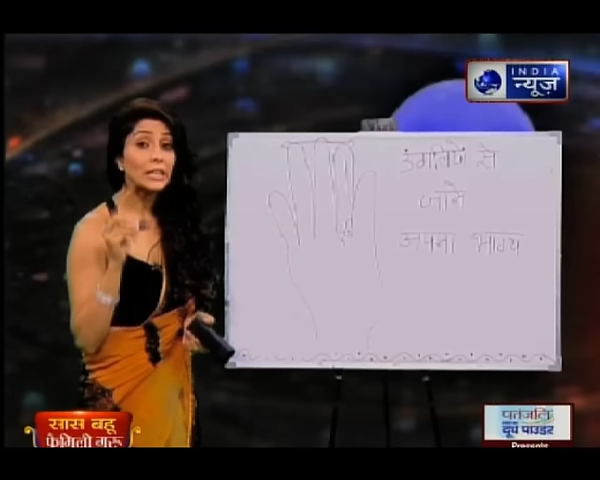 INDIA
न्यूज़
उंगलियों से
जाने
अपना भाग्य
सास बहू
फैमिली गुरू
पतंजलि
दूध पाउडर
Presents